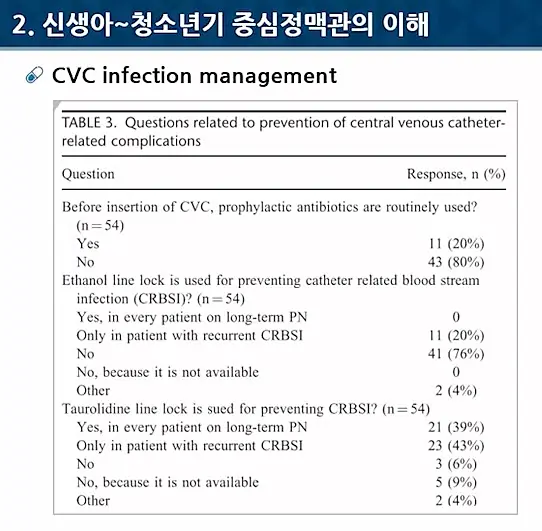 2. 신생아~청소년기 중심정맥관의 이해
CVC infection management
TABLE 3. Questions related to prevention of central venous catheter-
related complications
Question Response, n (%)
Before insertion of CVC, prophylactic antibiotics are routinely used?
(n=54)
Yes 11 (20%)
No 43 (80%)
Ethanol line lock is used for preventing catheter related blood stream
infection (CRBSI)? (n=54)
Yes, in every patient on long-term PN 0
Only in patient with recurrent CRBSI 11 (20%)
No 41 (76%)
No, because it is not available 0
Other 2 (4%)
Taurolidine line lock is sued for preventing CRBSI? (n=54)
Yes, in every patient on long-term PN 21 (39%)
Only in patient with recurrent CRBSI 23 (43%)
No 3 (6%)
No, because it is not available 5 (9%)
Other 2 (4%)